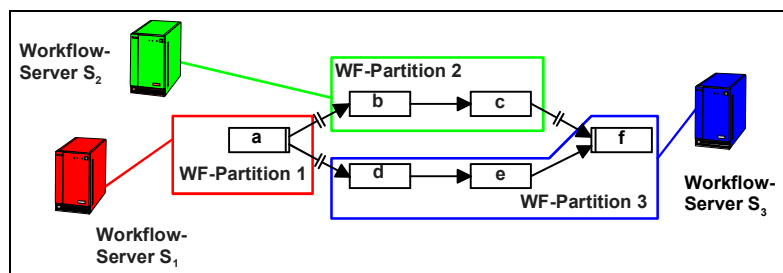 Workflow-
Server S2
WF-Partition 2
b
c
a
f
WF-Partition 1
d
e
WF-Partition 3
Workflow-
Server S3
Workflow-
Server S1